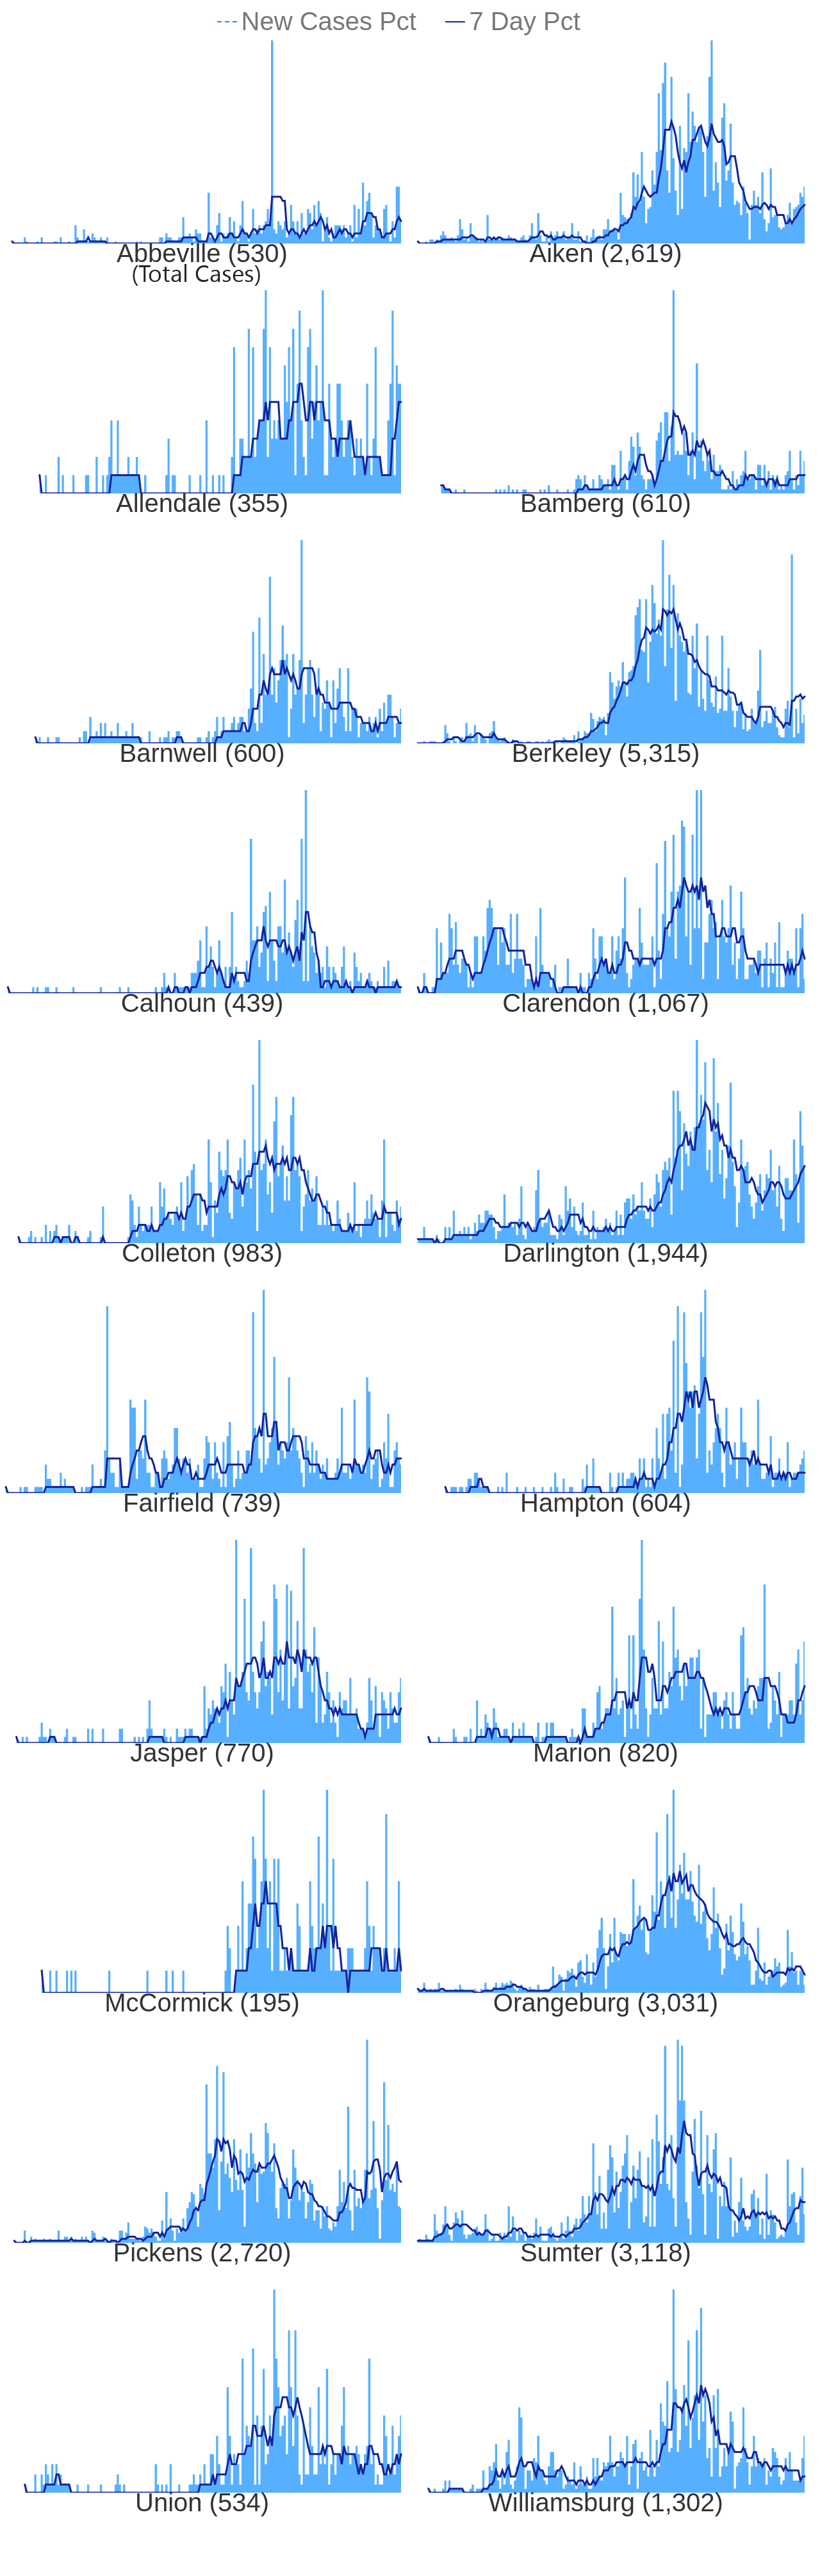 New Cases Pct 7 Day Pct
Abbeville (530) Aiken (2,619)
(Total Cases)
Allendale (355) Bamberg (610)
Barnwell (600) Berkeley (5,315)
Calhoun (439) Clarendon (1,067)
Colleton (983) Darlington (1,944)
Fairfield (739) Hampton (604)
Jasper (770) Marion (820)
McCormick (195) Orangeburg (3,031)
Pickens (2,720) Sumter (3,118)
Union (534) Williamsburg (1,302)